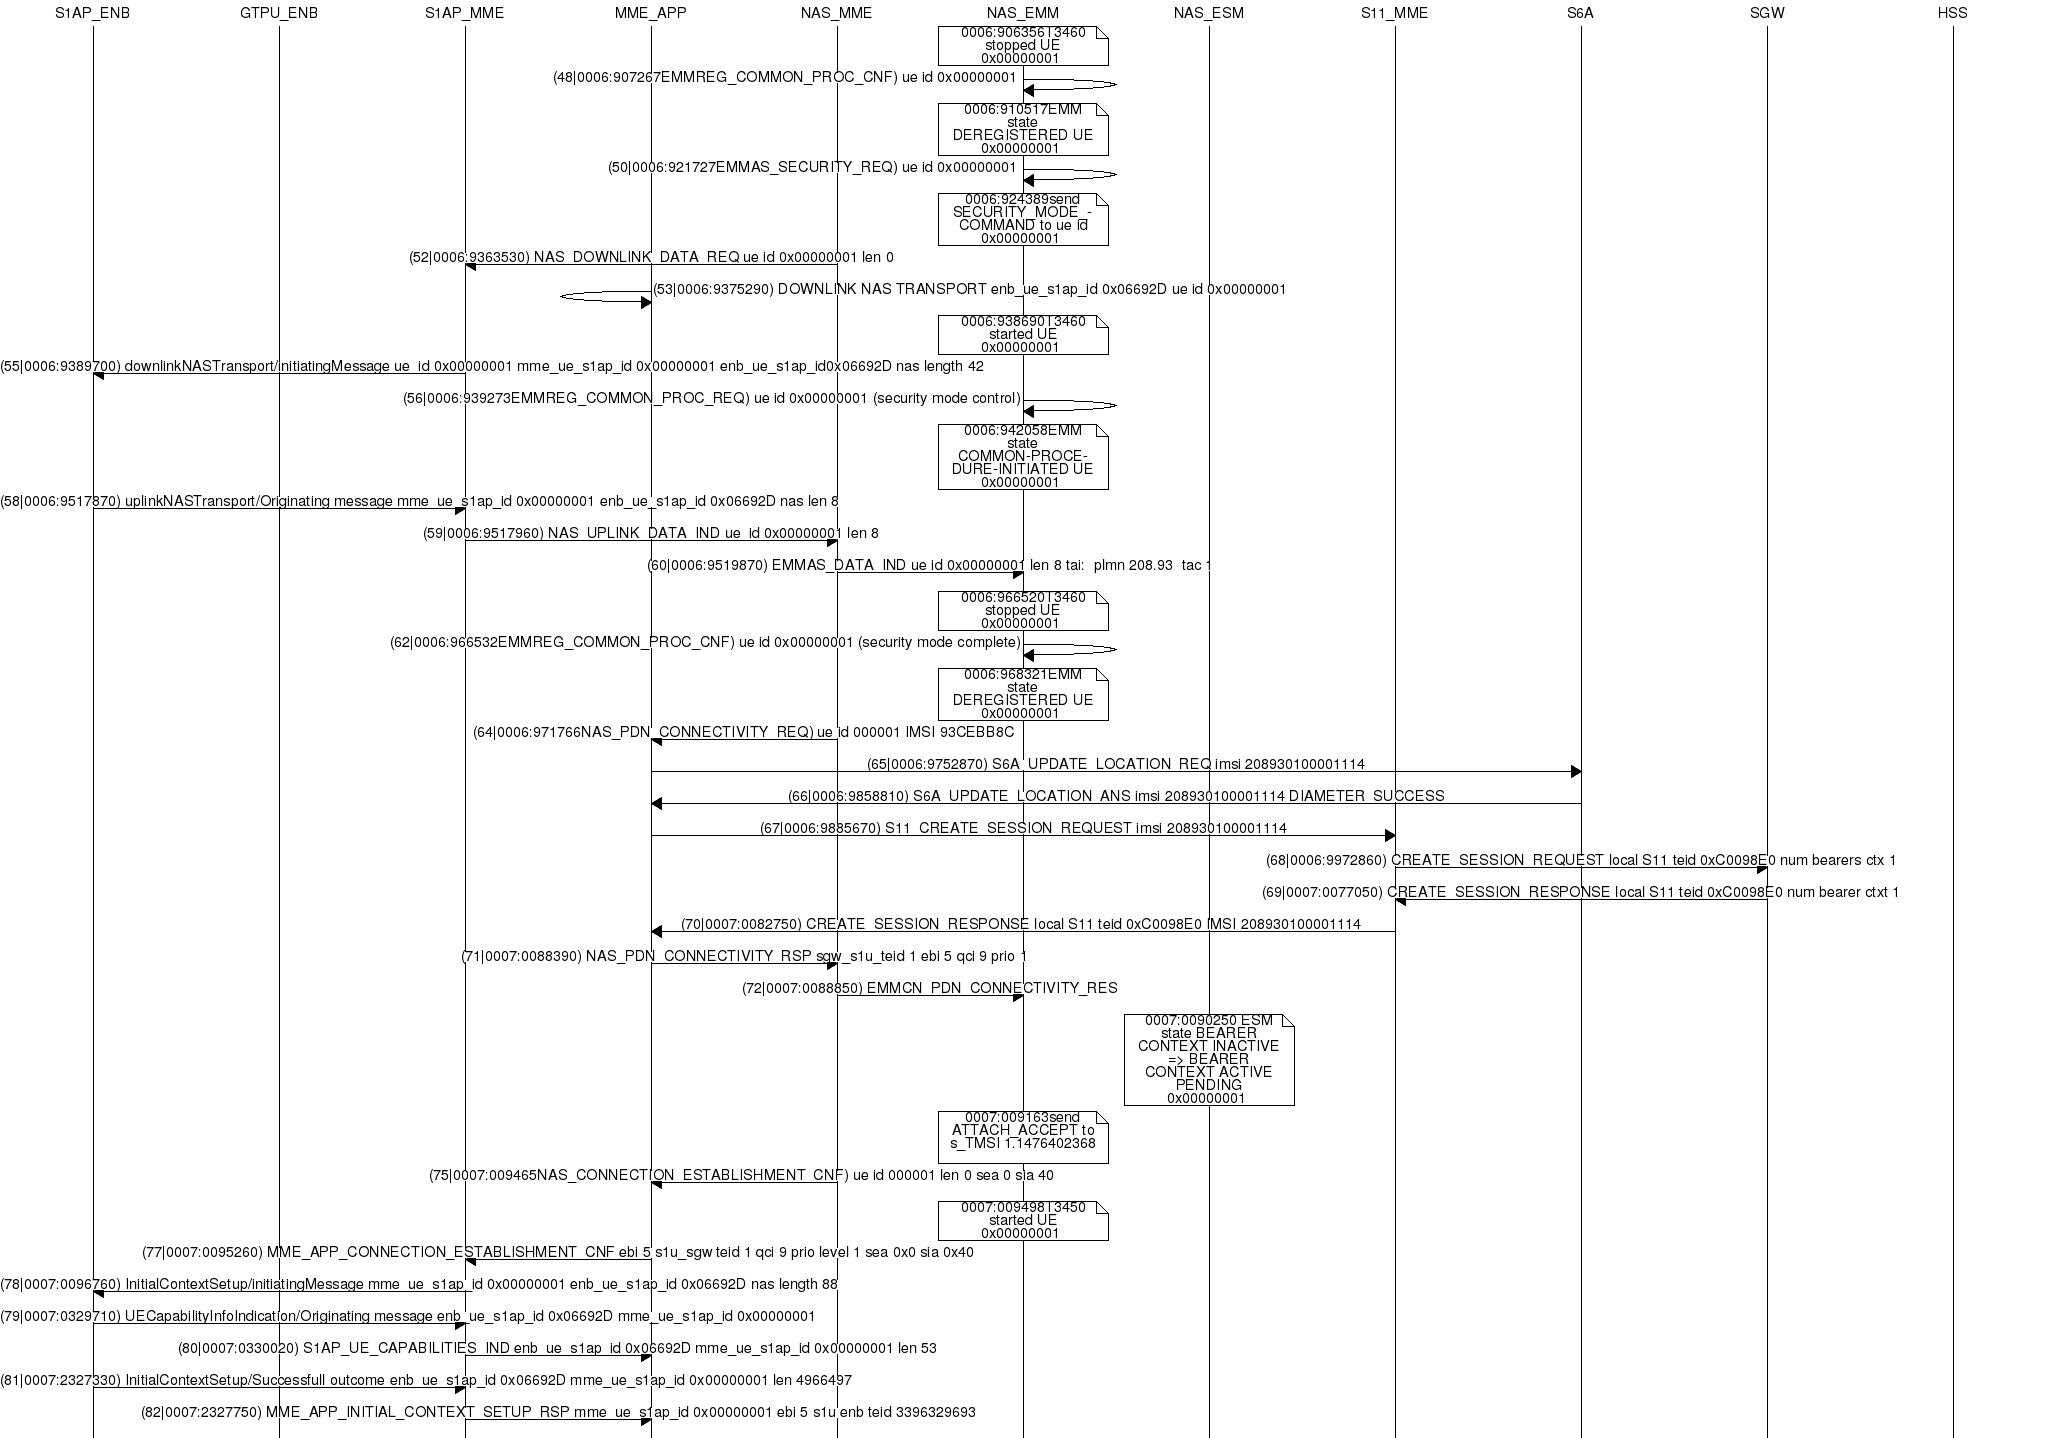 S1AP_ENB GTPU_ENB S1AP_MME MME_APP NAS_MME NAS_EMM NAS_ESM S11_MME S6A SGW HSS
0006:906356T3460
stopped UE
0x00000001
(48|0006:907267EMMREG_COMMON_PROC_CNF) ue id 0x00000001
0006:910517EMM
state
DEREGISTERED UE
0x00000001
(50|0006:921727EMMAS_SECURITY_REQ) ue id 0x00000001
0006:924389send
SECURITY_MODE_-
COMMAND to ue id
0x00000001
(52|0006:9363530) NAS_DOWNLINK_DATA_REQ ue id 0x00000001 len 0
(53|0006:9375290) DOWNLINK NAS TRANSPORT enb_ue_s1ap_id 0x06692D ue id 0x00000001
0006:938690T3460
started UE
0x00000001
(55|0006:9389700) downlinkNASTransport/initiatingMessage ue_id 0x00000001 mme_ue_s1ap_id 0x00000001 enb_ue_s1ap_id0x06692D nas length 42
(56|0006:939273EMMREG_COMMON_PROC_REQ) ue id 0x00000001 (security mode control)
0006:942058EMM
state
COMMON-PROCE-
DURE-INITIATED UE
0x00000001
(58|0006:9517870) uplinkNASTransport/Originating message mme_ue_s1ap_id 0x00000001 enb_ue_s1ap_id 0x06692D nas len 8
(59|0006:9517960) NAS_UPLINK_DATA_IND ue_id 0x00000001 len 8
(60|0006:9519870) EMMAS_DATA_IND ue id 0x00000001 len 8 tai:  plmn 208.93  tac 1
0006:966520T3460
stopped UE
0x00000001
(62|0006:966532EMMREG_COMMON_PROC_CNF) ue id 0x00000001 (security mode complete)
0006:968321EMM
state
DEREGISTERED UE
0x00000001
(64|0006:971766NAS_PDN_CONNECTIVITY_REQ) ue id 000001 IMSI 93CEBB8C
(65|0006:9752870) S6A_UPDATE_LOCATION_REQ imsi 208930100001114
(66|0006:9858810) S6A_UPDATE_LOCATION_ANS imsi 208930100001114 DIAMETER_SUCCESS
(67|0006:9885670) S11_CREATE_SESSION_REQUEST imsi 208930100001114
(68|0006:9972860) CREATE_SESSION_REQUEST local S11 teid 0xC0098E0 num bearers ctx 1
(69|0007:0077050) CREATE_SESSION_RESPONSE local S11 teid 0xC0098E0 num bearer ctxt 1
(70|0007:0082750) CREATE_SESSION_RESPONSE local S11 teid 0xC0098E0 IMSI 208930100001114
(71|0007:0088390) NAS_PDN_CONNECTIVITY_RSP sgw_s1u_teid 1 ebi 5 qci 9 prio 1
(72|0007:0088850) EMMCN_PDN_CONNECTIVITY_RES
0007:0090250 ESM
state BEARER
CONTEXT INACTIVE
=> BEARER
CONTEXT ACTIVE
PENDING
0x00000001
0007:009163send
ATTACH_ACCEPT to
s_TMSI 1.1476402368
(75|0007:009465NAS_CONNECTION_ESTABLISHMENT_CNF) ue id 000001 len 0 sea 0 sia 40
0007:009498T3450
started UE
0x00000001
(77|0007:0095260) MME_APP_CONNECTION_ESTABLISHMENT_CNF ebi 5 s1u_sgw teid 1 qci 9 prio level 1 sea 0x0 sia 0x40
(78|0007:0096760) InitialContextSetup/initiatingMessage mme_ue_s1ap_id 0x00000001 enb_ue_s1ap_id 0x06692D nas length 88
(79|0007:0329710) UECapabilityInfoIndication/Originating message enb_ue_s1ap_id 0x06692D mme_ue_s1ap_id 0x00000001
(80|0007:0330020) S1AP_UE_CAPABILITIES_IND enb_ue_s1ap_id 0x06692D mme_ue_s1ap_id 0x00000001 len 53
(81|0007:2327330) InitialContextSetup/Successfull outcome enb_ue_s1ap_id 0x06692D mme_ue_s1ap_id 0x00000001 len 4966497
(82|0007:2327750) MME_APP_INITIAL_CONTEXT_SETUP_RSP mme_ue_s1ap_id 0x00000001 ebi 5 s1u enb teid 3396329693